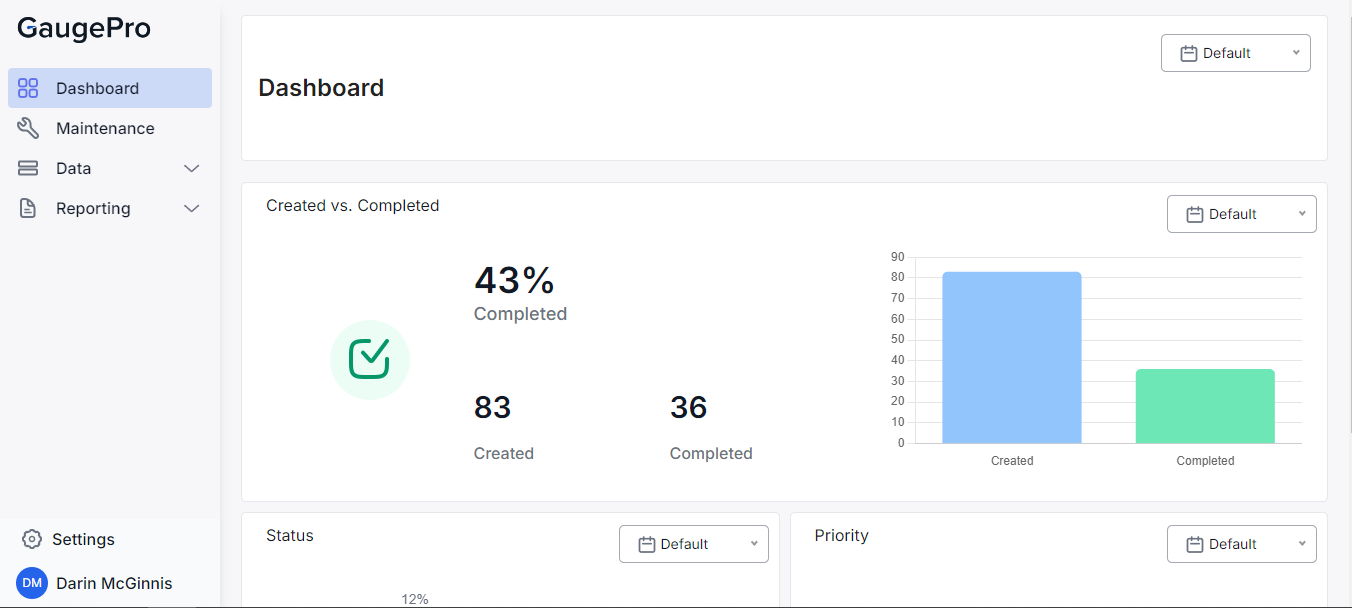 GaugePro
Dashboard
Maintenance
Data
Reporting
Settings
DM
Darin McGinnis
Default
Dashboard
Created vs. Completed
Default
43%
Completed
83
Created
36
Completed
90
80
70
60
50
40
30
20
10
0
Created
Completed
Status
Default
12%
Priority
Default